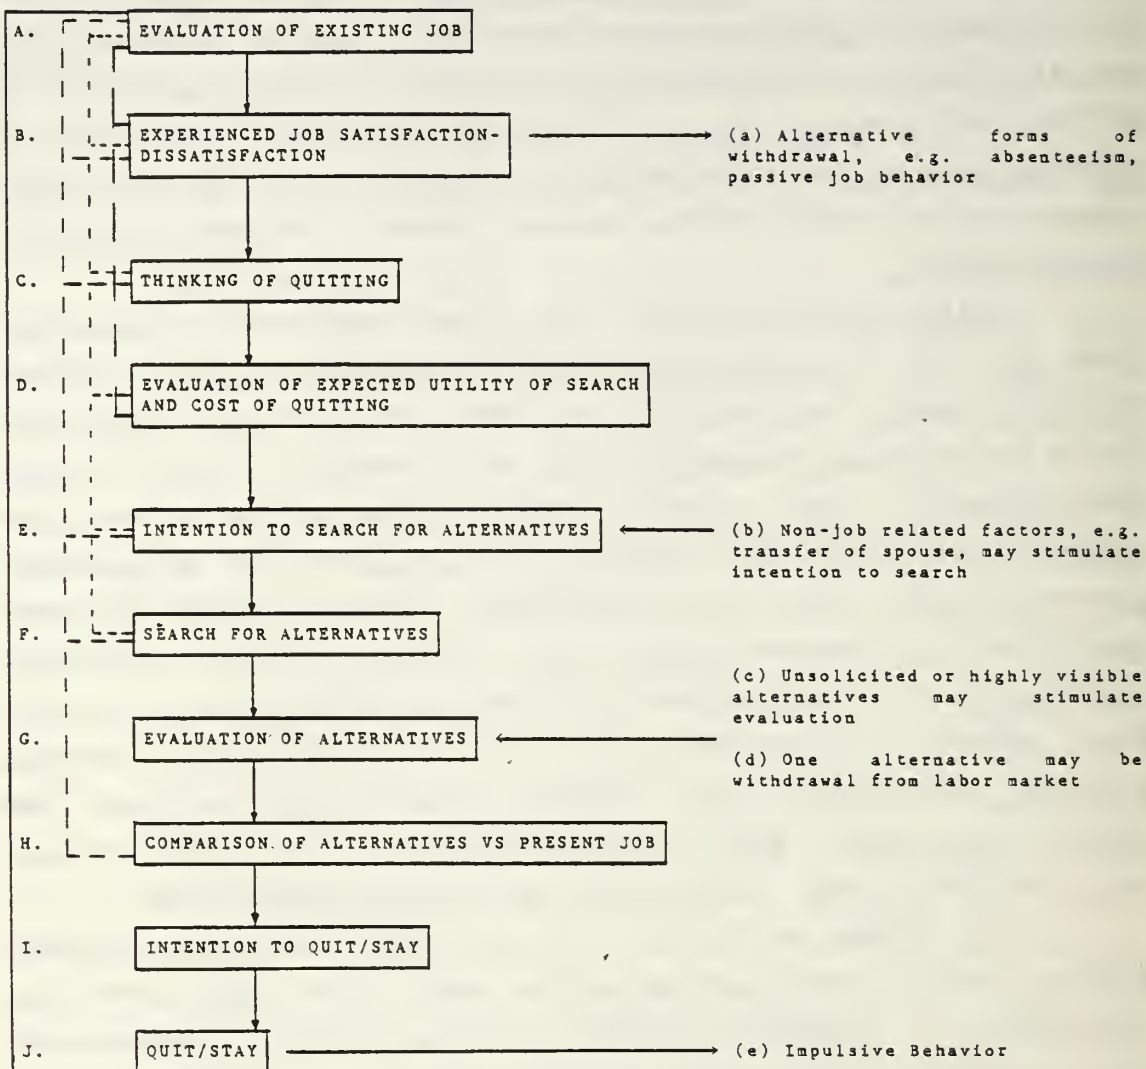 A. EVALUATION OF EXISTING JOB
B. EXPERIENCED JOB SATISFACTION-
DISSATISFACTION
(a) Alternative forms of
withdrawal, e.g. absenteeism,
passive job behavior
C. THINKING OF QUITTING
D. EVALUATION OF EXPECTED UTILITY OF SEARCH
AND COST OF QUITTING
E. INTENTION TO SEARCH FOR ALTERNATIVES
(b) Non-job related factors, e.g.
transfer of spouse, may stimulate
intention to search
F. SEARCH FOR ALTERNATIVES
(c) Unsolicited or highly visible
alternatives may stimulate
evaluation
G. EVALUATION OF ALTERNATIVES
(d) One alternative may be
withdrawal from labor market
H. COMPARISON OF ALTERNATIVES VS PRESENT JOB
I. INTENTION TO QUIT/STAY
J. QUIT/STAY
(e) Impulsive Behavior